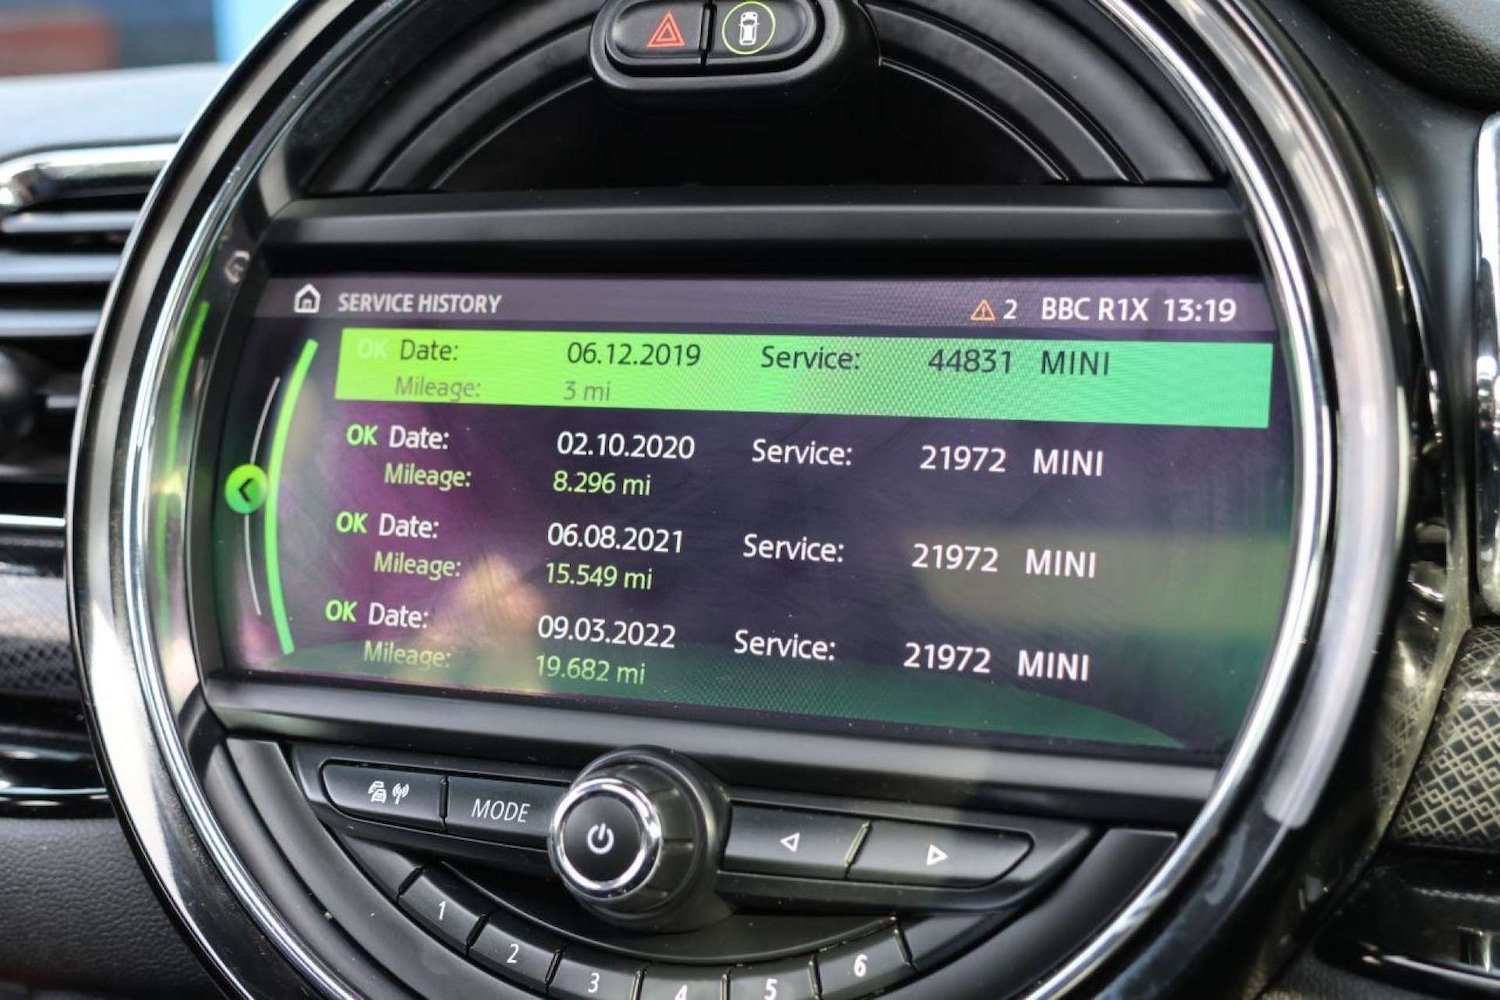 SERVICE HISTORY 2 BBC R1X 13:19
OK Date: 06.12.2019 Service: 44831 MINI
Mileage: 3 mi
OK Date: 02.10.2020 Service: 21972 MINI
Mileage: 8.296 mi
OK Date: 06.08.2021 Service: 21972 MINI
Mileage: 15.549 mi
OK Date: 09.03.2022 Service: 21972 MINI
Mileage: 19.682 mi
MODE
1 2 3 4 5 6